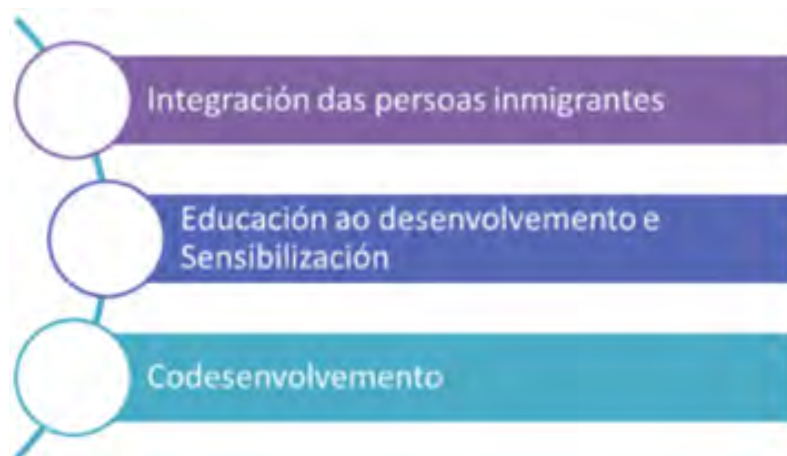 Integración das persoas inmigrantes
Educación ao desenvolvemento e
Sensibilización
Codesenvolvemento